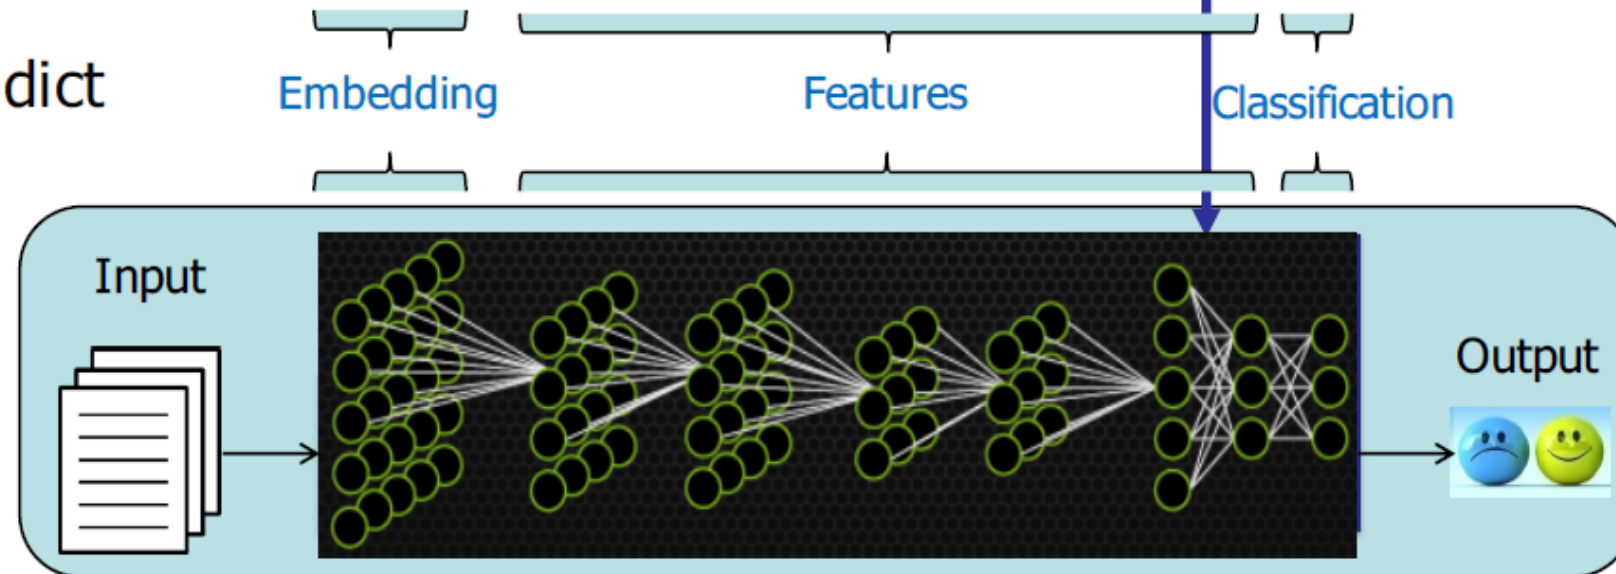 dict
Embedding
Features
Classification
Input
Output